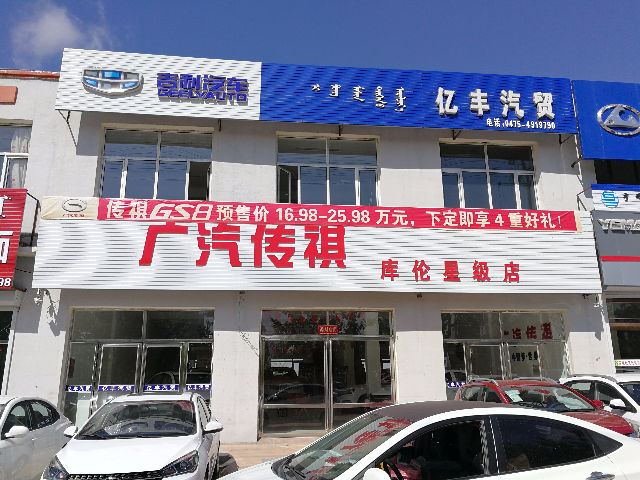 吉利汽车
GEELY AUTO
亿丰汽贸
电话:0475-4919790
传祺GS8 预售价 16.98-25.98 万元，下定即享 4 重好礼！
广汽传祺
库伦星级店